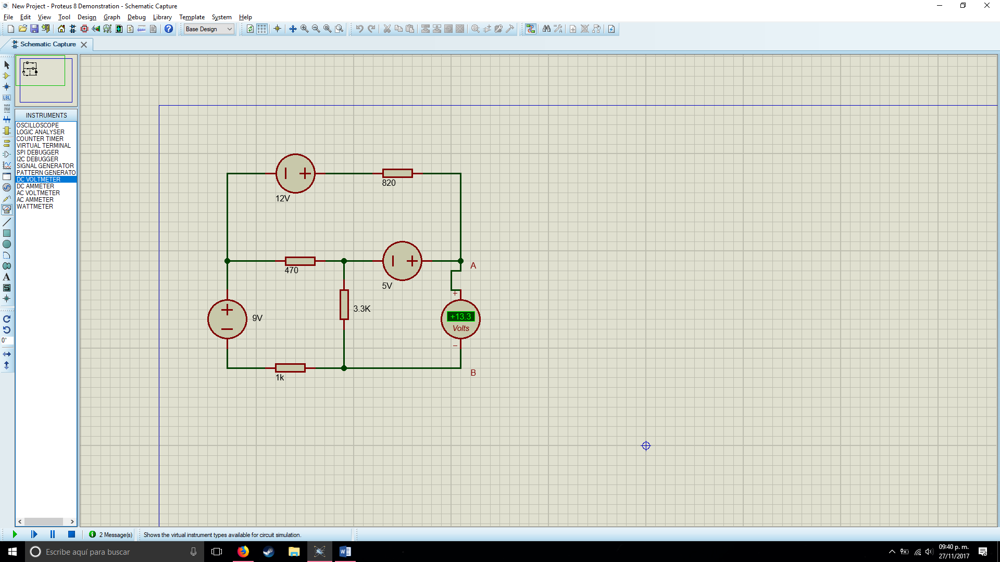 New Project - Proteus 8 Demonstration - Schematic Capture
File Edit View Tool Design Graph Debug Library Template System Help
Base Design
Schematic Capture
INSTRUMENTS
OSCILLOSCOPE
LOGIC ANALYSER
COUNTER TIMER
VIRTUAL TERMINAL
SPI DEBUGGER
I2C DEBUGGER
SIGNAL GENERATOR
PATTERN GENERATO
DC VOLTMETER
DC AMMETER
AC VOLTMETER
AC AMMETER
WATTMETER
LBL
A
S
0°
12V
820
470
5V
A
3.3K
9V
+13.3
Volts
1k
B
2 Message(s)
Shows the virtual instrument types available for circuit simulation.
Escribe aquí para buscar
09:40 p. m.
27/11/2017